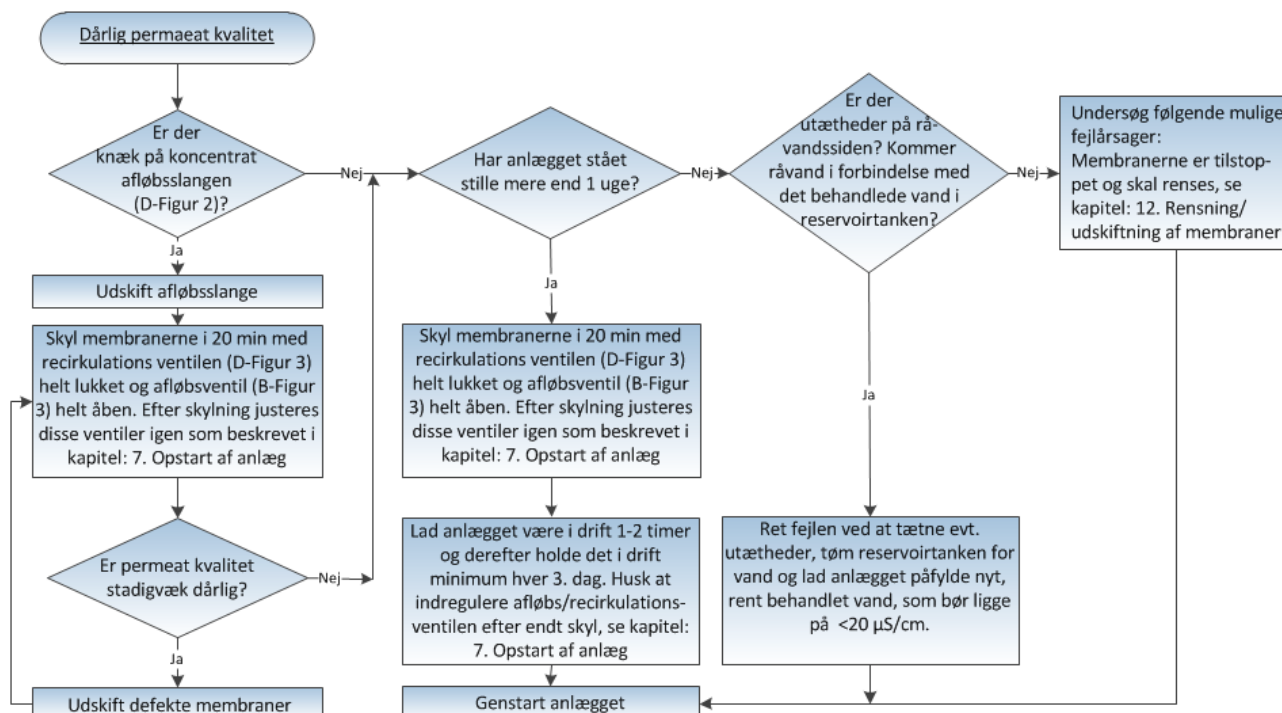 Dårlig permaeat kvalitet
Er der
knæk på koncentrat
afløbsslangen
(D-Figur 2)?
Nej
Ja
Udskift afløbsslange
Skyl membranerne i 20 min med
recirkulations ventilen (D-Figur 3)
helt lukket og afløbsventil (B-Figur
3) helt åben. Efter skylning justeres
disse ventiler igen som beskrevet i
kapitel: 7. Opstart af anlæg
Er permeat kvalitet
stadigvæk dårlig?
Nej
Ja
Udskift defekte membraner
Har anlægget stået
stille mere end 1 uge?
Nej
Ja
Skyl membranerne i 20 min med
recirkulations ventilen (D-Figur 3)
helt lukket og afløbsventil (B-Figur
3) helt åben. Efter skylning justeres
disse ventiler igen som beskrevet i
kapitel: 7. Opstart af anlæg
Lad anlægget være i drift 1-2 timer
og derefter holde det i drift
minimum hver 3. dag. Husk at
indregulere afløbs/recirkulations-
ventilen efter endt skyl, se kapitel:
7. Opstart af anlæg
Genstart anlægget
Er der
utætheder på rå-
vandssiden? Kommer
råvand i forbindelse med
det behandlede vand i
reservoirtanken?
Nej
Ja
Ret fejlen ved at tætne evt.
utætheder, tøm reservoirtanken for
vand og lad anlægget påfylde nyt,
rent behandlet vand, som bør ligge
på <20 µS/cm.
Undersøg følgende mulige
fejlårsager:
Membranerne er tilstop-
pet og skal renses, se
kapitel: 12. Rensning/
udskiftning af membraner